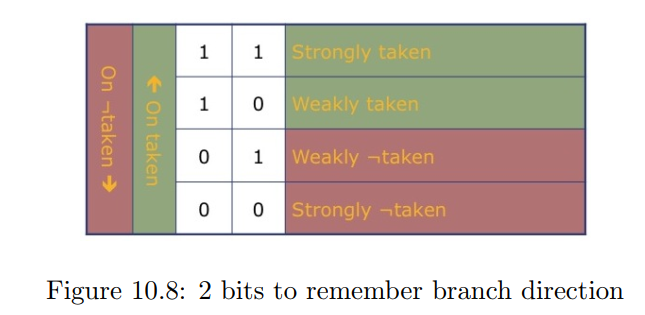 On ¬taken →
← On taken
1 1 Strongly taken
1 0 Weakly taken
0 1 Weakly ¬taken
0 0 Strongly ¬taken
Figure 10.8: 2 bits to remember branch direction